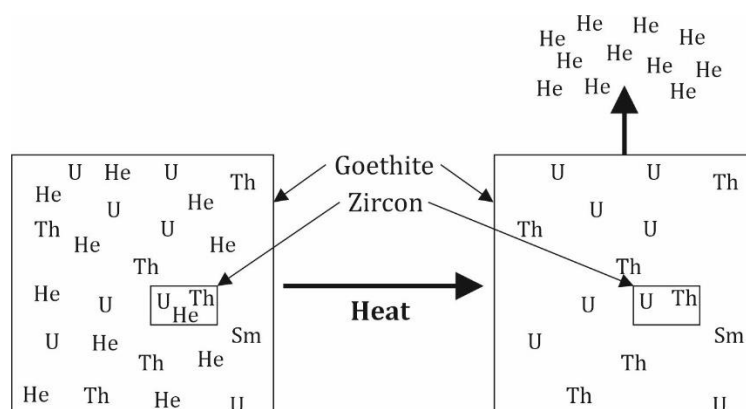 He He
He He
He
He He
He
He He He
U He U Th
He He
U
Th U
He He
Th
He U Th
U He
Sm
U He
Th He
He Th He
U
Goethite
Zircon
Heat
U U Th
U
Th U
Th
U U Th
Sm
U
Th
Th
U